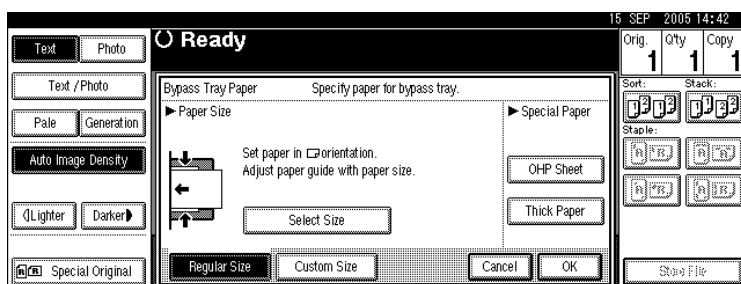 15 SEP 2005 14:42
Text Photo
Ready
Orig. Q'ty Copy
1 1 1
Text / Photo
Pale Generation
Auto Image Density
Lighter Darker
Special Original
Bypass Tray Paper Specify paper for bypass tray.
Paper Size
Set paper in orientation.
Adjust paper guide with paper size.
Select Size
Special Paper
OHP Sheet
Thick Paper
Regular Size Custom Size Cancel OK
Sort: Stack:
Staple:
Store File